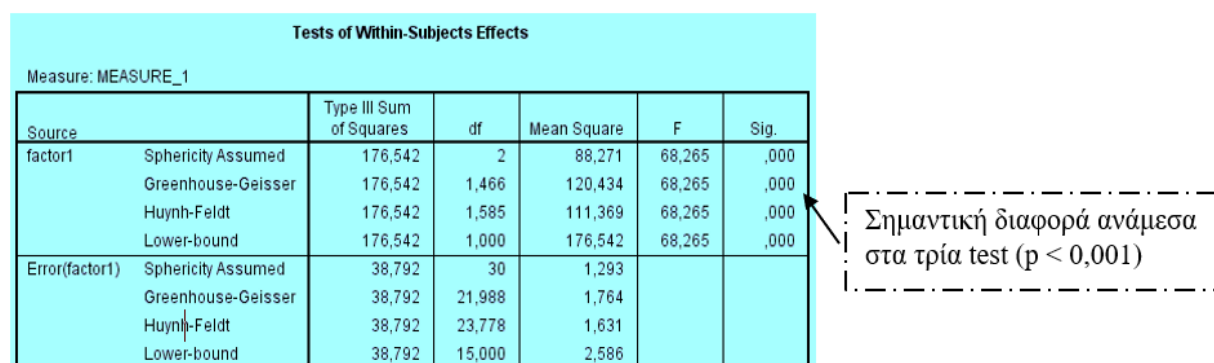 Tests of Within-Subjects Effects
Measure: MEASURE_1
Source Type III Sum of Squares df Mean Square F Sig.
factor1 Sphericity Assumed 176,542 2 88,271 68,265 ,000
Greenhouse-Geisser 176,542 1,466 120,434 68,265 ,000
Huynh-Feldt 176,542 1,585 111,369 68,265 ,000
Lower-bound 176,542 1,000 176,542 68,265 ,000
Error(factor1) Sphericity Assumed 38,792 30 1,293
Greenhouse-Geisser 38,792 21,988 1,764
Huynh-Feldt 38,792 23,778 1,631
Lower-bound 38,792 15,000 2,586
Σημαντική διαφορά ανάμεσα
στα τρία test (p < 0,001)